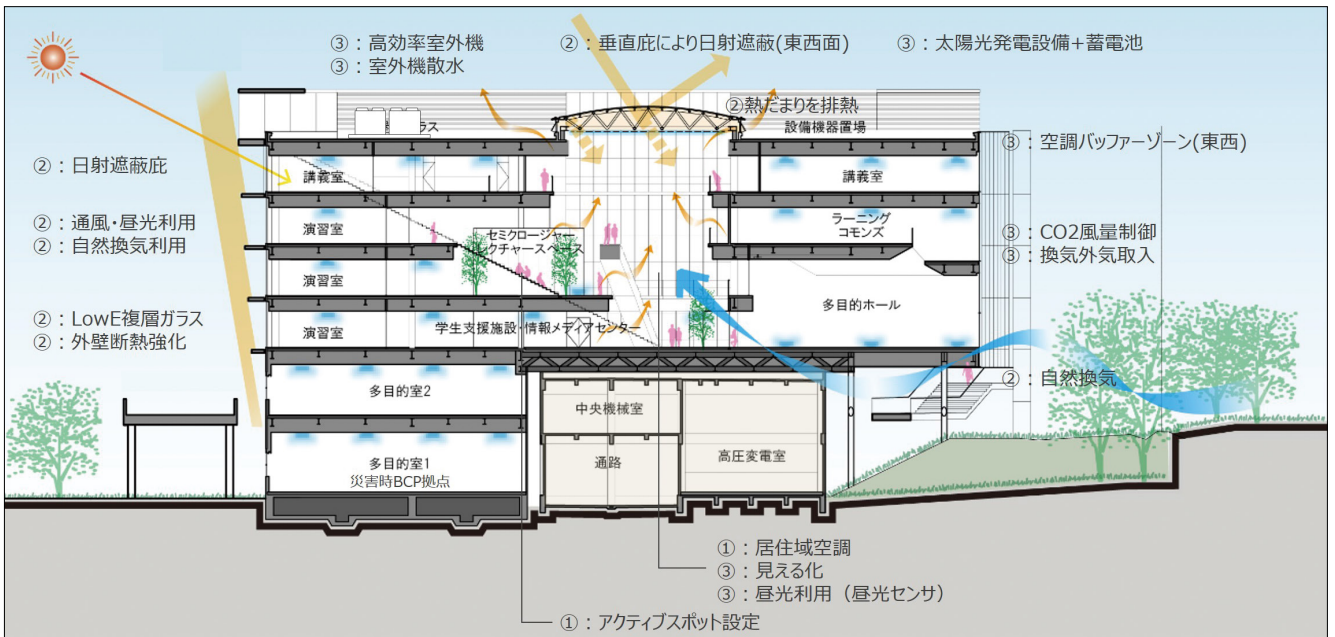 ③：高効率室外機
③：室外機散水
②：垂直庇により日射遮蔽(東西面)
③：太陽光発電設備+蓄電池
②熱だまりを排熱
ラス
設備機器置場
③：空調バッファーゾーン(東西)
②：日射遮蔽庇
講義室
講義室
②：通風・昼光利用
②：自然換気利用
演習室
セミクロージャー
レクチャースペース
ラーニング
コモンズ
③：CO2風量制御
③：換気外気取入
演習室
多目的ホール
②：LowE複層ガラス
②：外壁断熱強化
演習室
学生支援施設・情報メディアセンター
②：自然換気
多目的室2
中央機械室
多目的室1
災害時BCP拠点
通路
高圧変電室
①：居住域空調
③：見える化
③：昼光利用（昼光センサ）
①：アクティブスポット設定